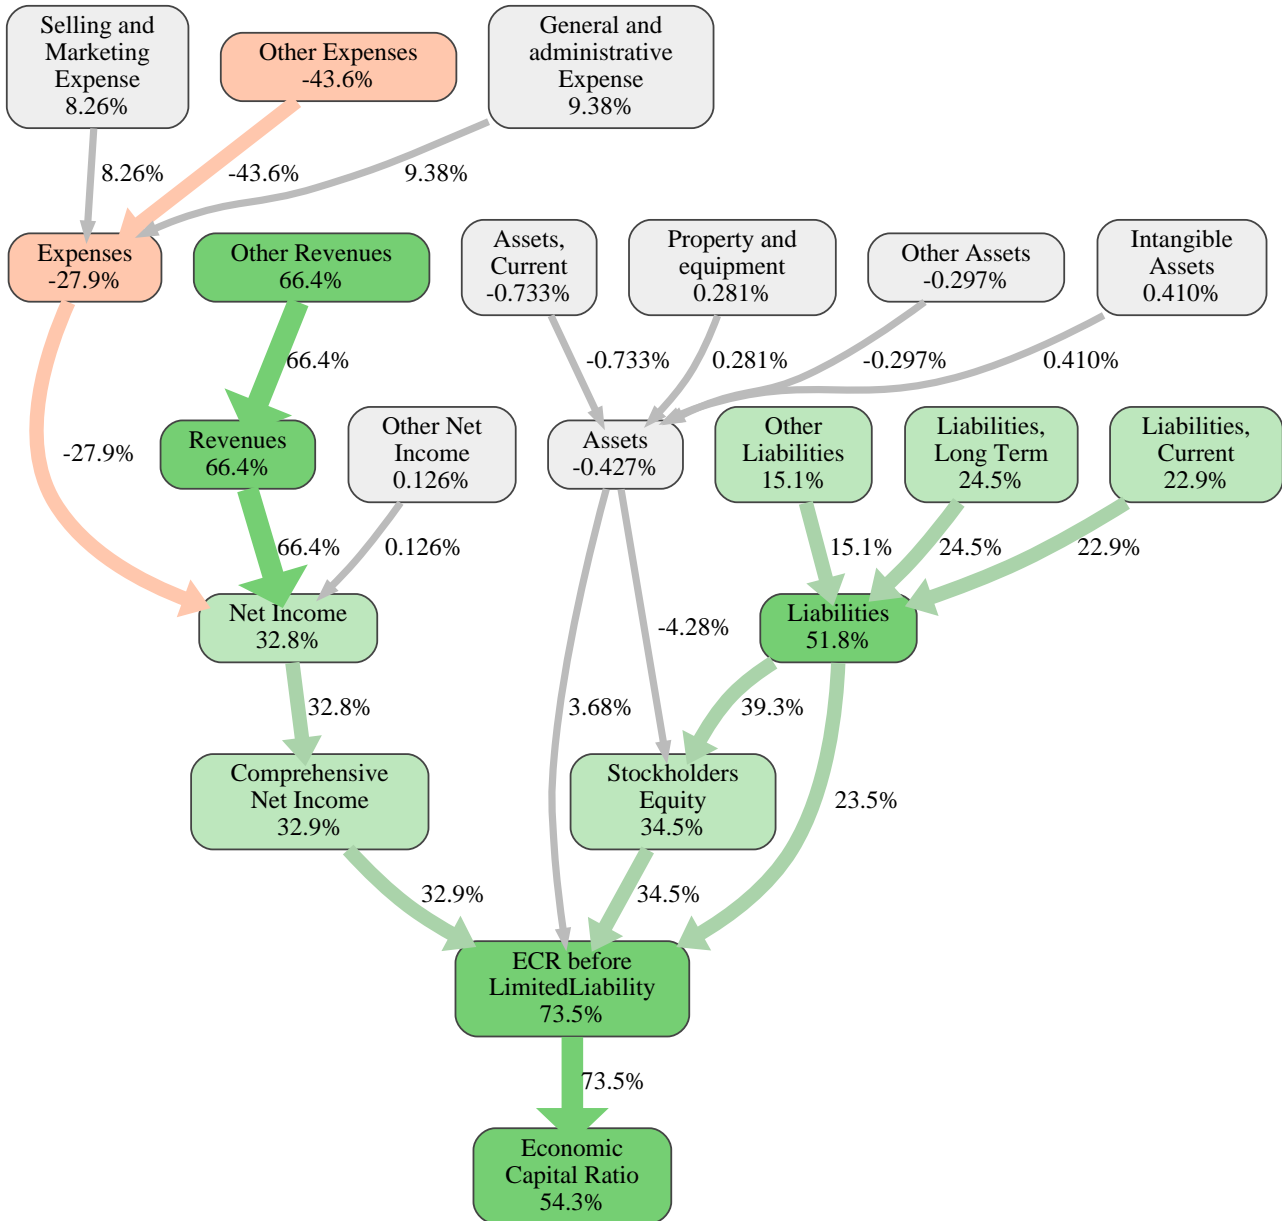 Selling and
Marketing
Expense
8.26%
Other Expenses
-43.6%
General and
administrative
Expense
9.38%
8.26%
-43.6%
9.38%
Expenses
-27.9%
Other Revenues
66.4%
Assets,
Current
-0.733%
Property and
equipment
0.281%
Other Assets
-0.297%
Intangible
Assets
0.410%
66.4%
-0.733%
0.281%
-0.297%
0.410%
-27.9%
Revenues
66.4%
Other Net
Income
0.126%
Assets
-0.427%
Other
Liabilities
15.1%
Liabilities,
Long Term
24.5%
Liabilities,
Current
22.9%
66.4%
0.126%
15.1%
24.5%
22.9%
Net Income
32.8%
-4.28%
Liabilities
51.8%
32.8%
3.68%
39.3%
Comprehensive
Net Income
32.9%
Stockholders
Equity
34.5%
23.5%
32.9%
34.5%
ECR before
LimitedLiability
73.5%
73.5%
Economic
Capital Ratio
54.3%